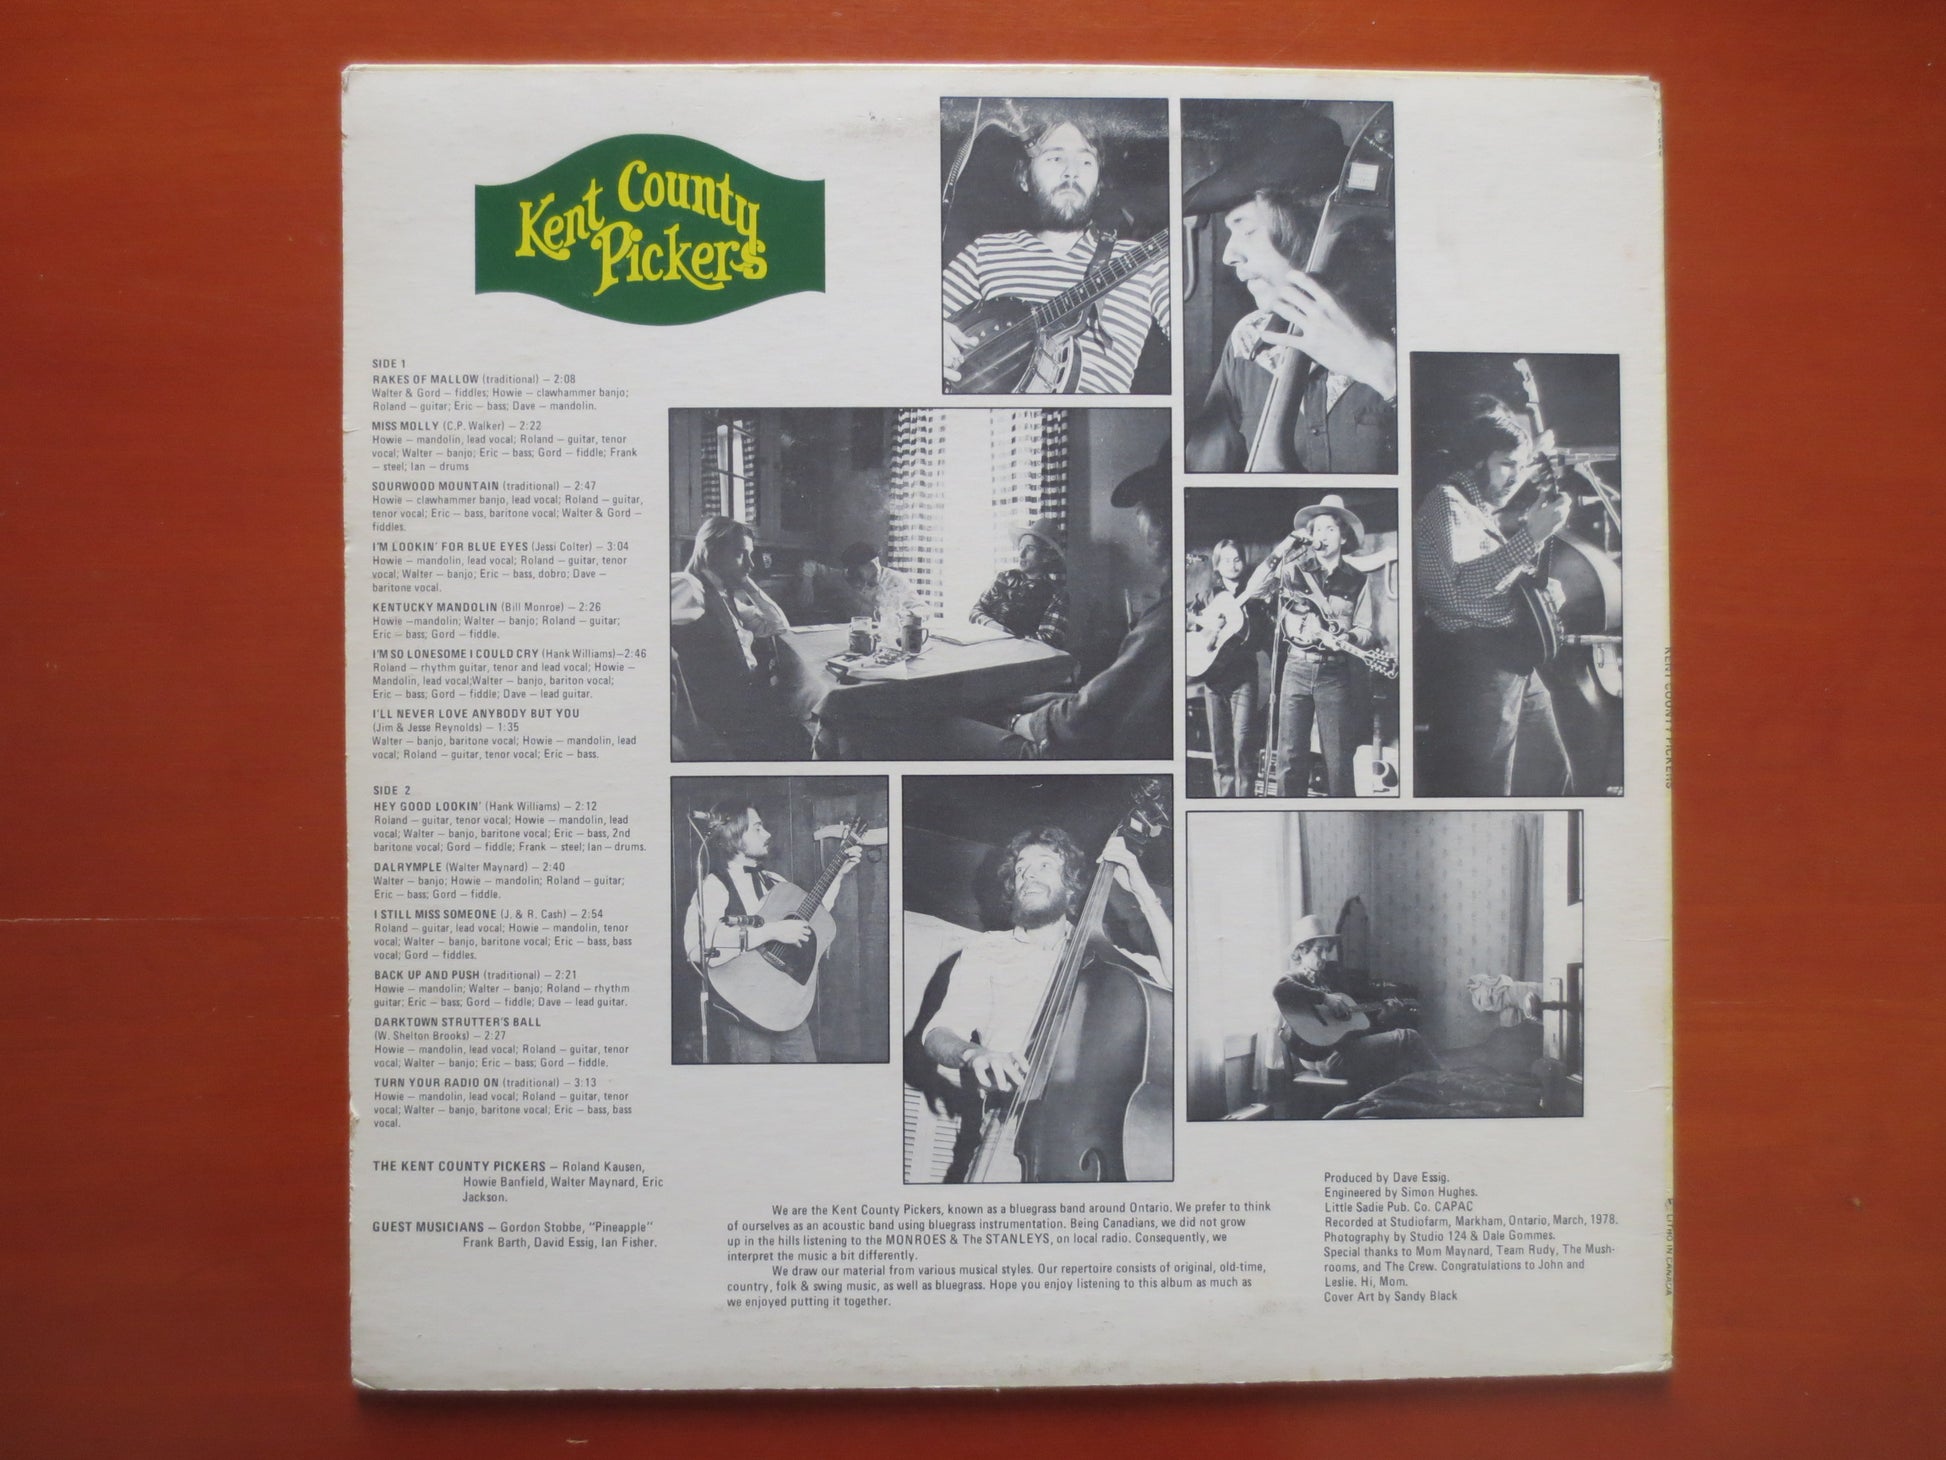 Kent County
Pickers
SIDE 1
RAKES OF MALLOW (traditional) — 2:08
Walter & Gord — fiddles; Howie — clawhammer banjo;
Roland — guitar; Eric — bass; Dave — mandolin.
MISS MOLLY (C.P. Walker) — 2:22
Howie — mandolin, lead vocal; Roland — guitar, tenor
vocal; Walter — banjo; Eric — bass; Gord — fiddle; Frank
— steel; Ian — drums
SOURWOOD MOUNTAIN (traditional) — 2:47
Howie — clawhammer banjo, lead vocal; Roland — guitar,
tenor vocal; Eric — bass, baritone vocal; Walter & Gord —
fiddles.
I'M LOOKIN' FOR BLUE EYES (Jessi Colter) — 3:04
Howie — mandolin, lead vocal; Roland — guitar, tenor
vocal; Walter — banjo; Eric — bass, dobro; Dave —
baritone vocal.
KENTUCKY MANDOLIN (Bill Monroe) — 2:26
Howie —mandolin; Walter — banjo; Roland — guitar;
Eric — bass; Gord — fiddle.
I'M SO LONESOME I COULD CRY (Hank Williams)—2:46
Roland — rhythm guitar, tenor and lead vocal; Howie —
Mandolin, lead vocal;Walter — banjo, bariton vocal;
Eric — bass; Gord — fiddle; Dave — lead guitar.
I'LL NEVER LOVE ANYBODY BUT YOU
(Jim & Jesse Reynolds) — 1:35
Walter — banjo, baritone vocal; Howie — mandolin, lead
vocal; Roland — guitar, tenor vocal; Eric — bass.
SIDE 2
HEY GOOD LOOKIN' (Hank Williams) — 2:12
Roland — guitar, tenor vocal; Howie — mandolin, lead
vocal; Walter — banjo, baritone vocal; Eric — bass, 2nd
baritone vocal; Gord — fiddle; Frank — steel; Ian — drums.
DALRYMPLE (Walter Maynard) — 2:40
Walter — banjo; Howie — mandolin; Roland — guitar;
Eric — bass; Gord — fiddle.
I STILL MISS SOMEONE (J. & R. Cash) — 2:54
Roland — guitar, lead vocal; Howie — mandolin, tenor
vocal; Walter — banjo, baritone vocal; Eric — bass, bass
vocal; Gord — fiddles.
BACK UP AND PUSH (traditional) — 2:21
Howie — mandolin; Walter — banjo; Roland — rhythm
guitar; Eric — bass; Gord — fiddle; Dave — lead guitar.
DARKTOWN STRUTTER'S BALL
(W. Shelton Brooks) — 2:27
Howie — mandolin, lead vocal; Roland — guitar, tenor
vocal; Walter — banjo; Eric — bass; Gord — fiddle.
TURN YOUR RADIO ON (traditional) — 3:13
Howie — mandolin, lead vocal; Roland — guitar, tenor
vocal; Walter — banjo, baritone vocal; Eric — bass, bass
vocal.
THE KENT COUNTY PICKERS — Roland Kausen,
Howie Banfield, Walter Maynard, Eric
Jackson.
GUEST MUSICIANS — Gordon Stobbe, "Pineapple"
Frank Barth, David Essig, Ian Fisher.
We are the Kent County Pickers, known as a bluegrass band around Ontario. We prefer to think
of ourselves as an acoustic band using bluegrass instrumentation. Being Canadians, we did not grow
up in the hills listening to the MONROES & The STANLEYS, on local radio. Consequently, we
interpret the music a bit differently.
We draw our material from various musical styles. Our repertoire consists of original, old-time,
country, folk & swing music, as well as bluegrass. Hope you enjoy listening to this album as much as
we enjoyed putting it together.
Produced by Dave Essig.
Engineered by Simon Hughes.
Little Sadie Pub. Co. CAPAC
Recorded at Studiofarm, Markham, Ontario, March, 1978.
Photography by Studio 124 & Dale Gommes.
Special thanks to Mom Maynard, Team Rudy, The Mush-
rooms, and The Crew. Congratulations to John and
Leslie. Hi, Mom.
Cover Art by Sandy Black
KENT COUNTY PICKERS
LITHO IN CANADA